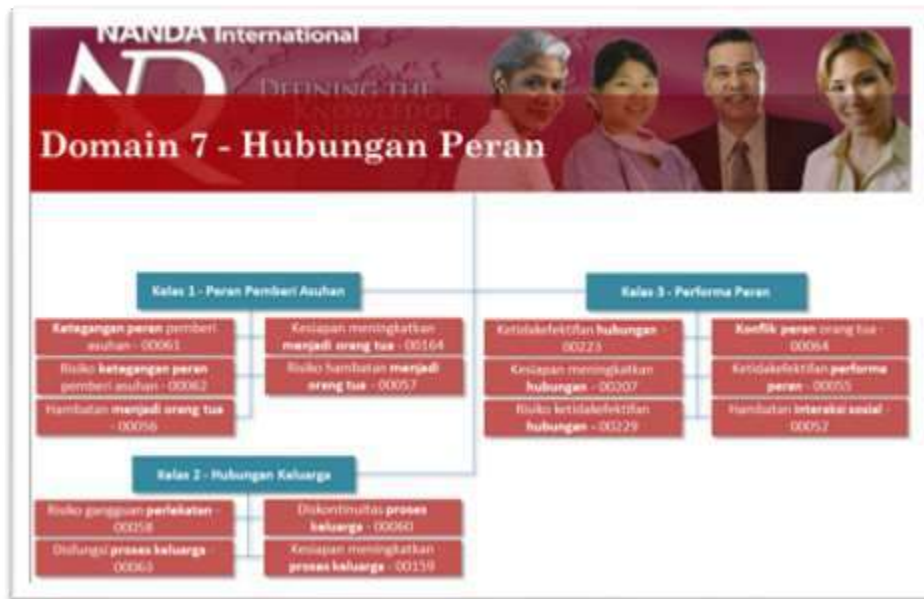 NANDA International
DEFINING THE
KNOWLEDGE
Domain 7 - Hubungan Peran
Kelas 1 - Peran Pemberi Asuhan
Ketegangan peran pemberi
asuhan - 00061
Risiko ketegangan peran
pemberi asuhan - 00062
Hambatan menjadi orang tua
- 00056
Kesiapan meningkatkan
menjadi orang tua - 00164
Risiko hambatan menjadi
orang tua - 00057
Kelas 3 - Performa Peran
Ketidakefektifan hubungan -
00223
Kesiapan meningkatkan
hubungan - 00207
Risiko ketidakefektifan
hubungan - 00229
Konflik peran orang tua -
00064
Ketidakefektifan performa
peran - 00055
Hambatan interaksi sosial -
00052
Kelas 2 - Hubungan Keluarga
Risiko gangguan perlekatan -
00058
Disfungsi proses keluarga -
00063
Diskontinuitas proses
keluarga - 00060
Kesiapan meningkatkan
proses keluarga - 00159